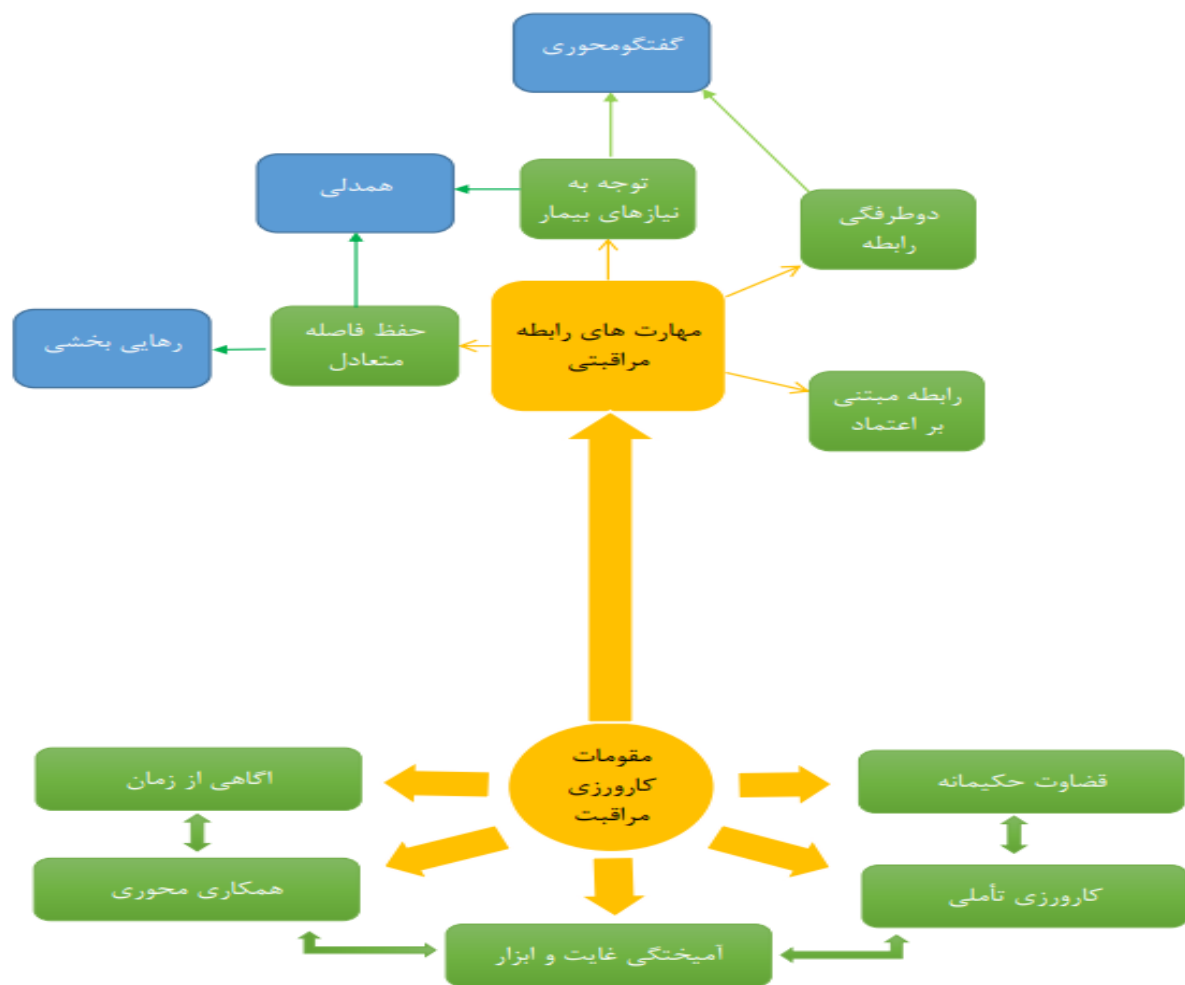 گفتگومحوری
همدلی
توجه به
نیازهای بیمار
دوطرفگی
رابطه
رهایی بخشی
حفظ فاصله
متعادل
مهارت های رابطه
مراقبتی
رابطه مبتنی
بر اعتماد
مقومات
کارورزی
مراقبت
قضاوت حکیمانه
اگاهی از زمان
کارورزی تأملی
همکاری محوری
آمیختگی غایت و ابزار